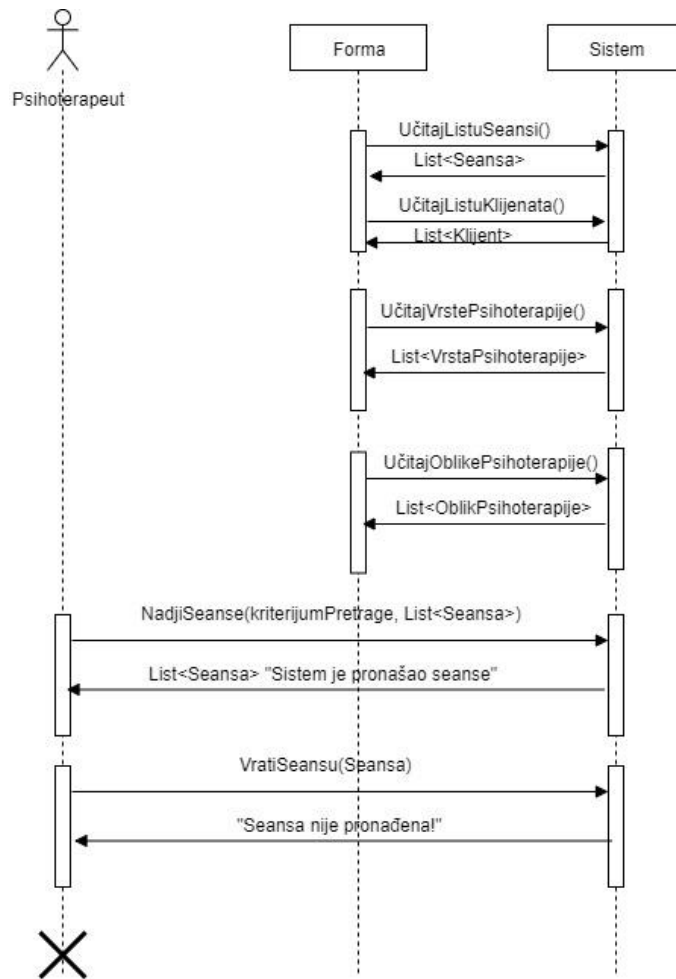 Psihoterapeut
Forma
Sistem
UčitajListuSeansi()
List<Seansa>
UčitajListuKlijenata()
List<Klijent>
UčitajVrstePsihoterapije()
List<VrstaPsihoterapije>
UčitajOblikePsihoterapije()
List<OblikPsihoterapije>
NadjiSeanse(kriterijumPretrage, List<Seansa>)
List<Seansa> "Sistem je pronašao seanse"
VratiSeansu(Seansa)
"Seansa nije pronađena!"